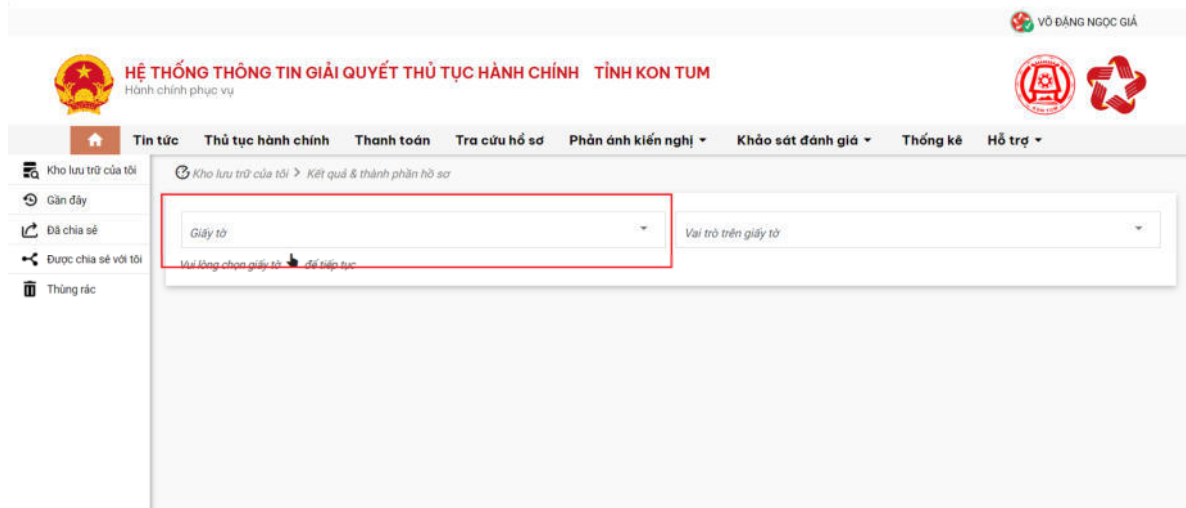 VÕ ĐẶNG NGỌC GIÁ
HỆ THỐNG THÔNG TIN GIẢI QUYẾT THỦ TỤC HÀNH CHÍNH TỈNH KON TUM
Hành chính phục vụ
KON TUM
Tin tức Thủ tục hành chính Thanh toán Tra cứu hồ sơ Phản ánh kiến nghị Khảo sát đánh giá Thống kê Hỗ trợ
Kho lưu trữ của tôi
Kho lưu trữ của tôi > Kết quả & thành phần hồ sơ
Gần đây
Đã chia sẻ
Giấy tờ
Vai trò trên giấy tờ
Được chia sẻ với tôi
Vui lòng chọn giấy tờ để tiếp tục
Thùng rác